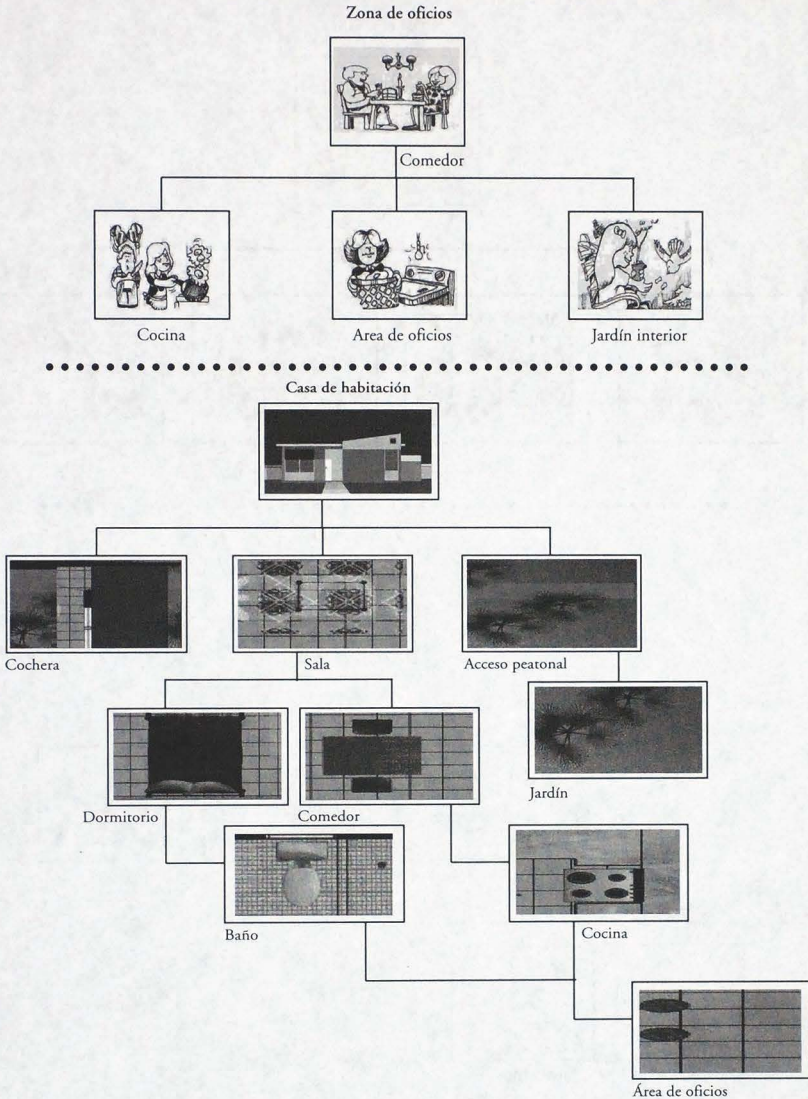 Zona de oficios
Comedor
Cocina
Area de oficios
Jardín interior
Casa de habitación
Cochera
Sala
Acceso peatonal
Jardín
Dormitorio
Comedor
Baño
Cocina
Área de oficios